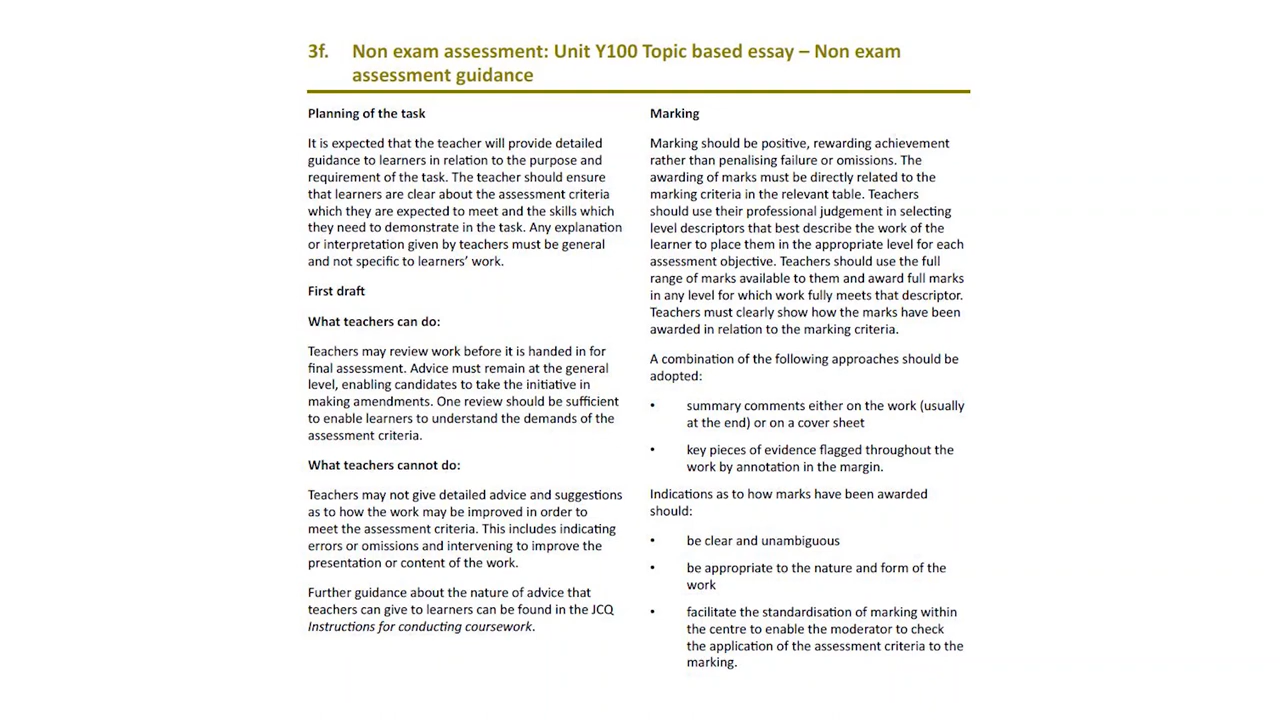 3f. Non exam assessment: Unit Y100 Topic based essay – Non exam
assessment guidance
Planning of the task
It is expected that the teacher will provide detailed
guidance to learners in relation to the purpose and
requirement of the task. The teacher should ensure
that learners are clear about the assessment criteria
which they are expected to meet and the skills which
they need to demonstrate in the task. Any explanation
or interpretation given by teachers must be general
and not specific to learners’ work.
First draft
What teachers can do:
Teachers may review work before it is handed in for
final assessment. Advice must remain at the general
level, enabling candidates to take the initiative in
making amendments. One review should be sufficient
to enable learners to understand the demands of the
assessment criteria.
What teachers cannot do:
Teachers may not give detailed advice and suggestions
as to how the work may be improved in order to
meet the assessment criteria. This includes indicating
errors or omissions and intervening to improve the
presentation or content of the work.
Further guidance about the nature of advice that
teachers can give to learners can be found in the JCQ
Instructions for conducting coursework.
Marking
Marking should be positive, rewarding achievement
rather than penalising failure or omissions. The
awarding of marks must be directly related to the
marking criteria in the relevant table. Teachers
should use their professional judgement in selecting
level descriptors that best describe the work of the
learner to place them in the appropriate level for each
assessment objective. Teachers should use the full
range of marks available to them and award full marks
in any level for which work fully meets that descriptor.
Teachers must clearly show how the marks have been
awarded in relation to the marking criteria.
A combination of the following approaches should be
adopted:
• summary comments either on the work (usually
at the end) or on a cover sheet
• key pieces of evidence flagged throughout the
work by annotation in the margin.
Indications as to how marks have been awarded
should:
• be clear and unambiguous
• be appropriate to the nature and form of the
work
• facilitate the standardisation of marking within
the centre to enable the moderator to check
the application of the assessment criteria to the
marking.